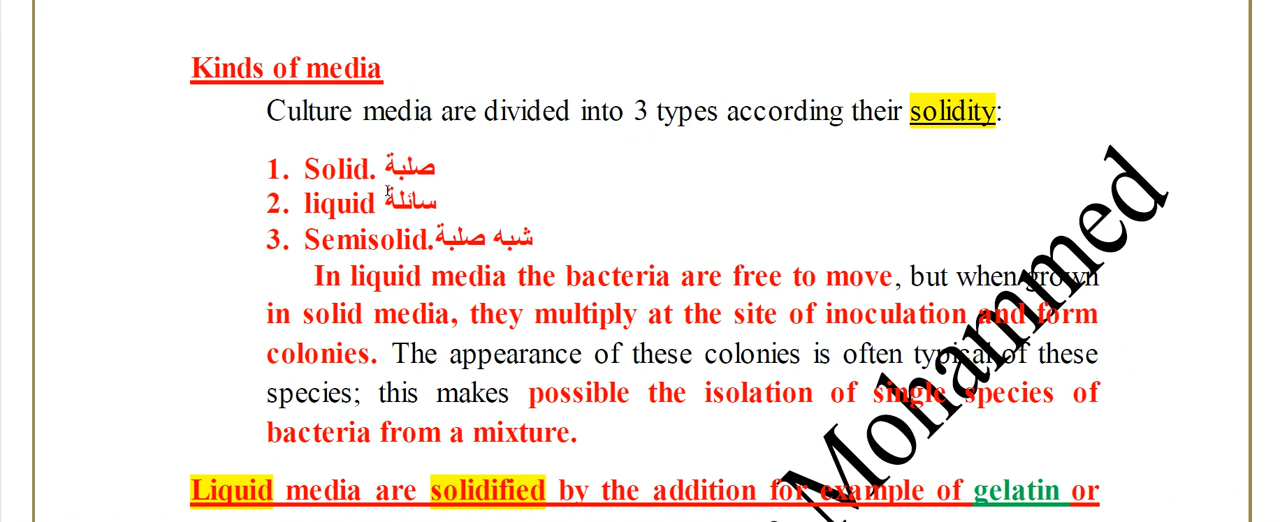 Kinds of media
Culture media are divided into 3 types according their solidity:
1. Solid. صلبة
2. liquid سائلة
3. Semisolid. شبه صلبة
In liquid media the bacteria are free to move, but when grown
in solid media, they multiply at the site of inoculation and form
colonies. The appearance of these colonies is often typical of these
species; this makes possible the isolation of single species of
bacteria from a mixture.
Liquid media are solidified by the addition for example of gelatin or
Mohammed